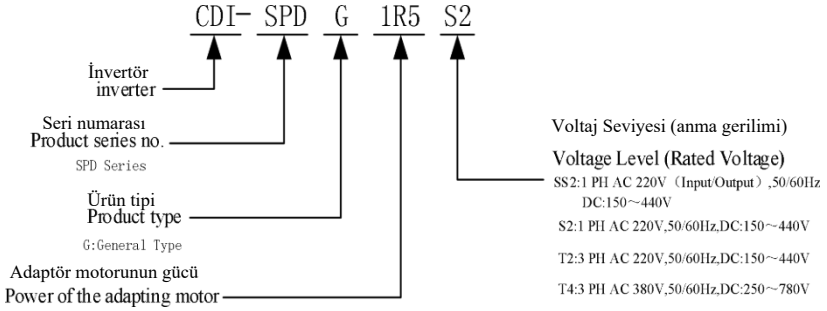 CDI- SPD G 1R5 S2
İnvertör
inverter
Seri numarası
Product series no.
SPD Series
Ürün tipi
Product type
G:General Type
Adaptör motorunun gücü
Power of the adapting motor
Voltaj Seviyesi (anma gerilimi)
Voltage Level (Rated Voltage)
SS2:1 PH AC 220V（Input/Output）,50/60Hz
DC:150～440V
S2:1 PH AC 220V,50/60Hz,DC:150～440V
T2:3 PH AC 220V,50/60Hz,DC:150～440V
T4:3 PH AC 380V,50/60Hz,DC:250～780V